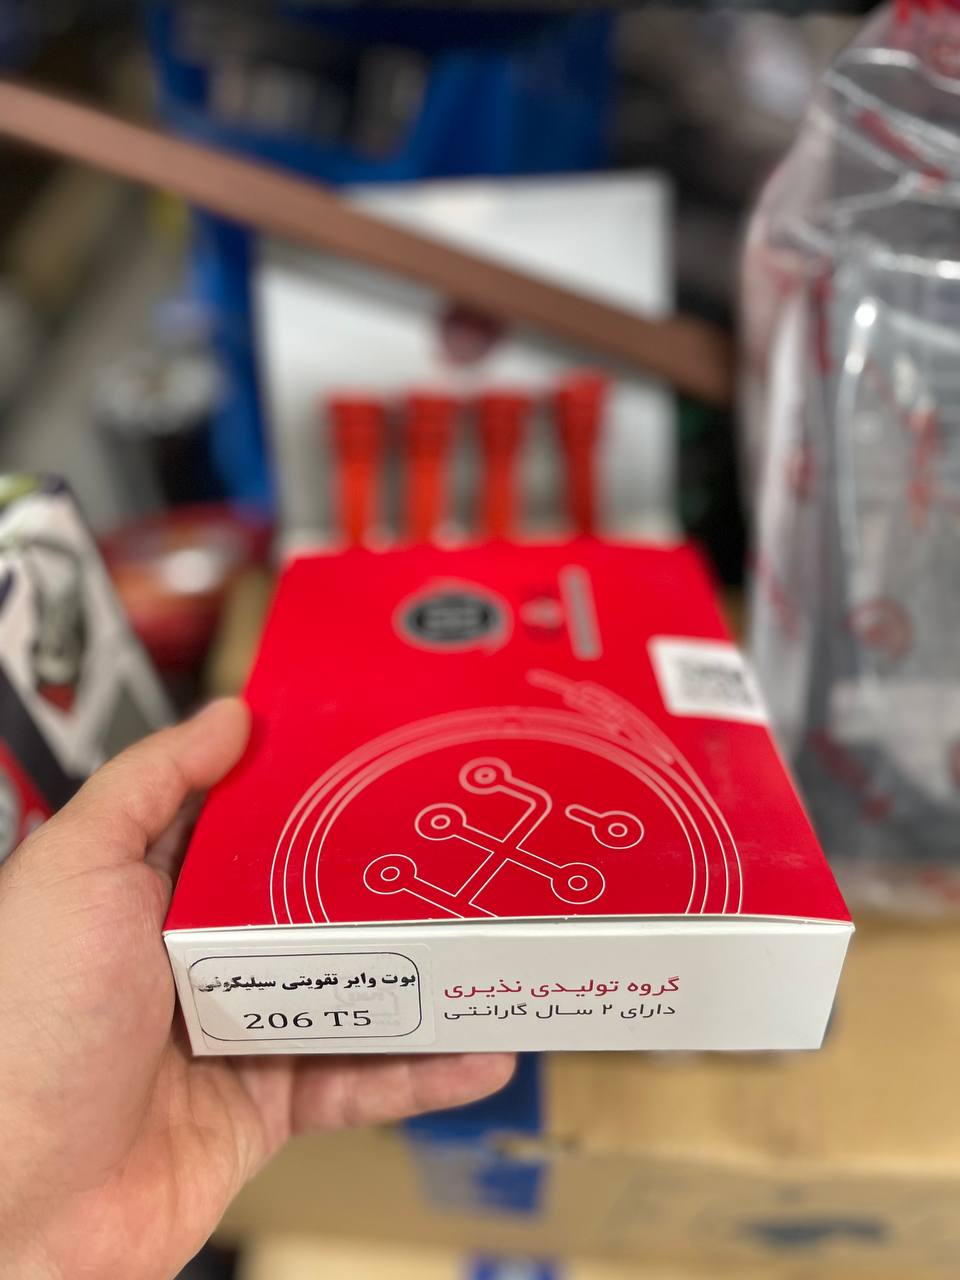 بوت وایر تقویتی سیلیکونی
206 T5
گروه تولیدی نذیری
دارای ۲ سال گارانتی